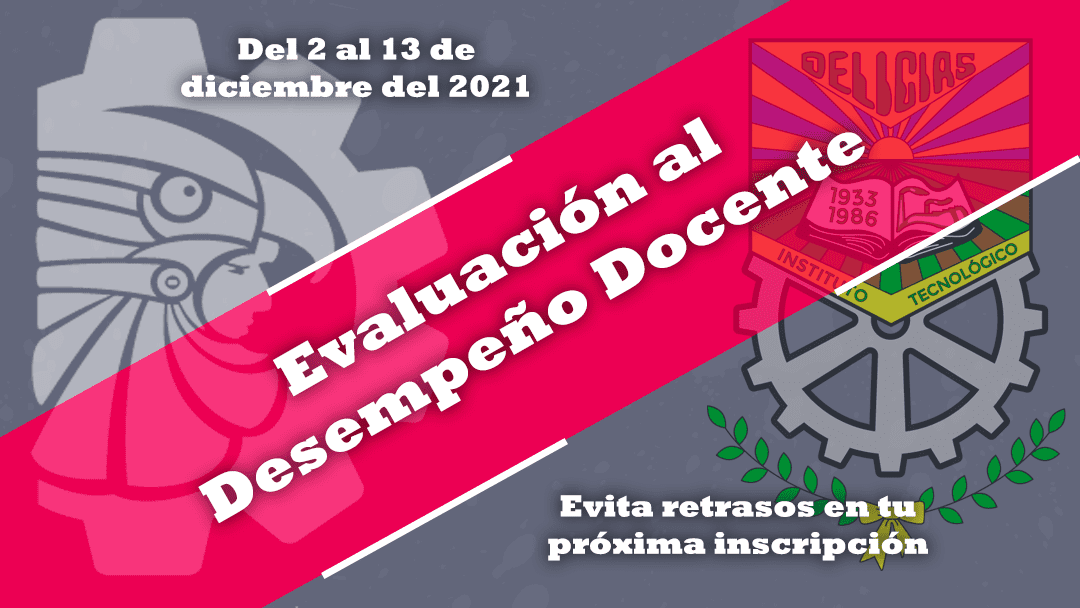 Del 2 al 13 de
diciembre del 2021
DELICIAS
Evaluación al
Desempeño Docente
1933
1986
INSTITUTO
TECNOLÓGICO
Evita retrasos en tu
próxima inscripción